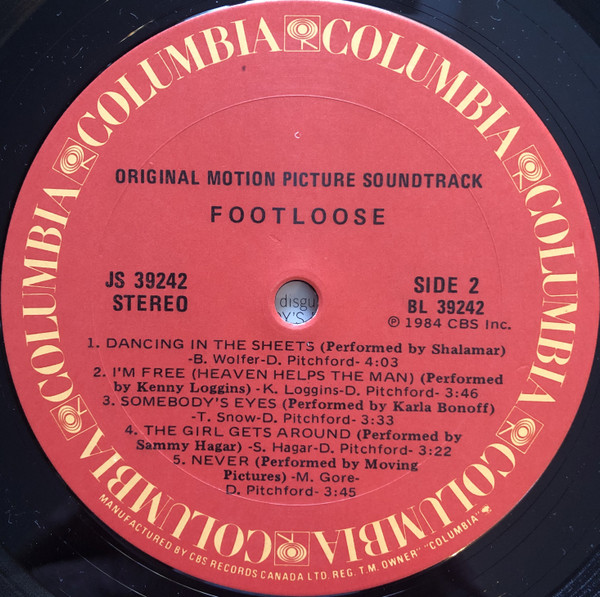 COLUMBIA COLUMBIA COLUMBIA COLUMBIA COLUMBIA COLUMBIA
ORIGINAL MOTION PICTURE SOUNDTRACK
FOOTLOOSE
JS 39242
STEREO
SIDE 2
BL 39242
℗ 1984 CBS Inc.
disgu
Y'S
1. DANCING IN THE SHEETS (Performed by Shalamar)
-B. Wolfer-D. Pitchford- 4:03
2. I'M FREE (HEAVEN HELPS THE MAN) (Performed
by Kenny Loggins) -K. Loggins-D. Pitchford- 3:46
3. SOMEBODY'S EYES (Performed by Karla Bonoff)
-T. Snow-D. Pitchford- 3:33
4. THE GIRL GETS AROUND (Performed by
Sammy Hagar) -S. Hagar-D. Pitchford- 3:22
5. NEVER (Performed by Moving
Pictures) -M. Gore-
D. Pitchford- 3:45
MANUFACTURED BY CBS RECORDS CANADA LTD. REG. T.M. OWNER "COLUMBIA"